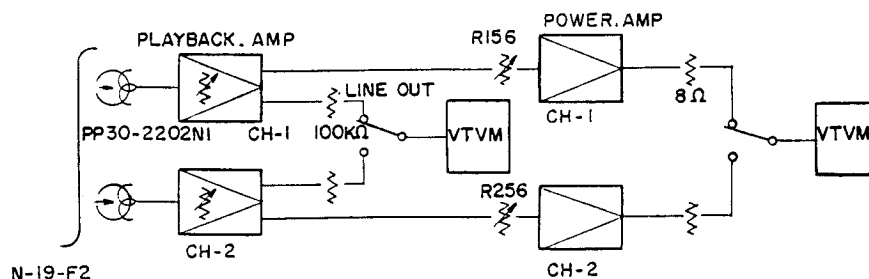 POWER. AMP
PLAYBACK. AMP
R156
LINE OUT
8Ω
PP30-2202N1
CH-1
100KΩ
VTVM
CH-1
VTVM
R256
CH-2
CH-2
N-19-F2